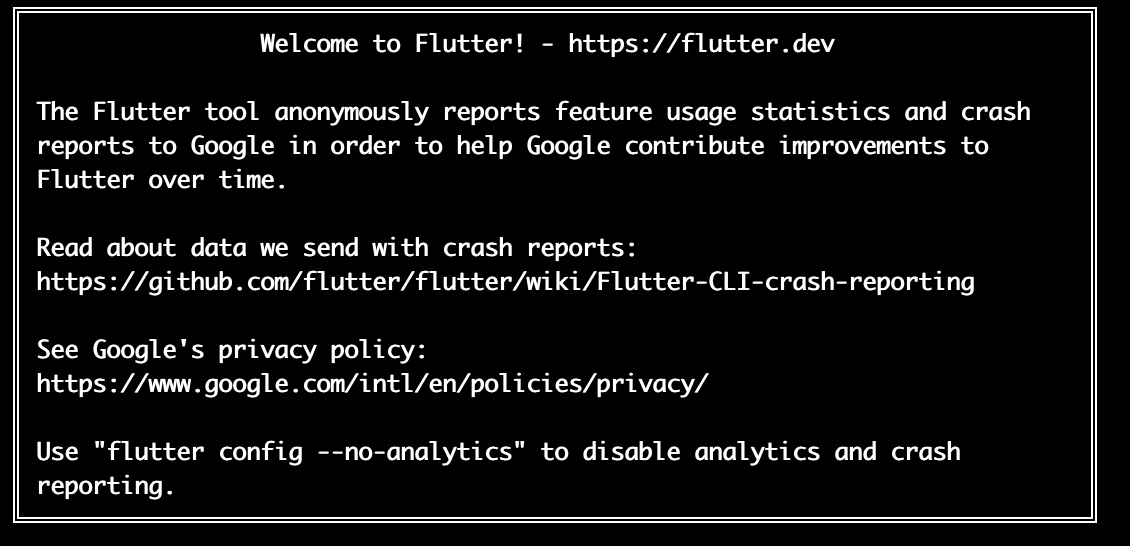 Welcome to Flutter! - https://flutter.dev
The Flutter tool anonymously reports feature usage statistics and crash
reports to Google in order to help Google contribute improvements to
Flutter over time.
Read about data we send with crash reports:
https://github.com/flutter/flutter/wiki/Flutter-CLI-crash-reporting
See Google's privacy policy:
https://www.google.com/intl/en/policies/privacy/
Use "flutter config --no-analytics" to disable analytics and crash
reporting.